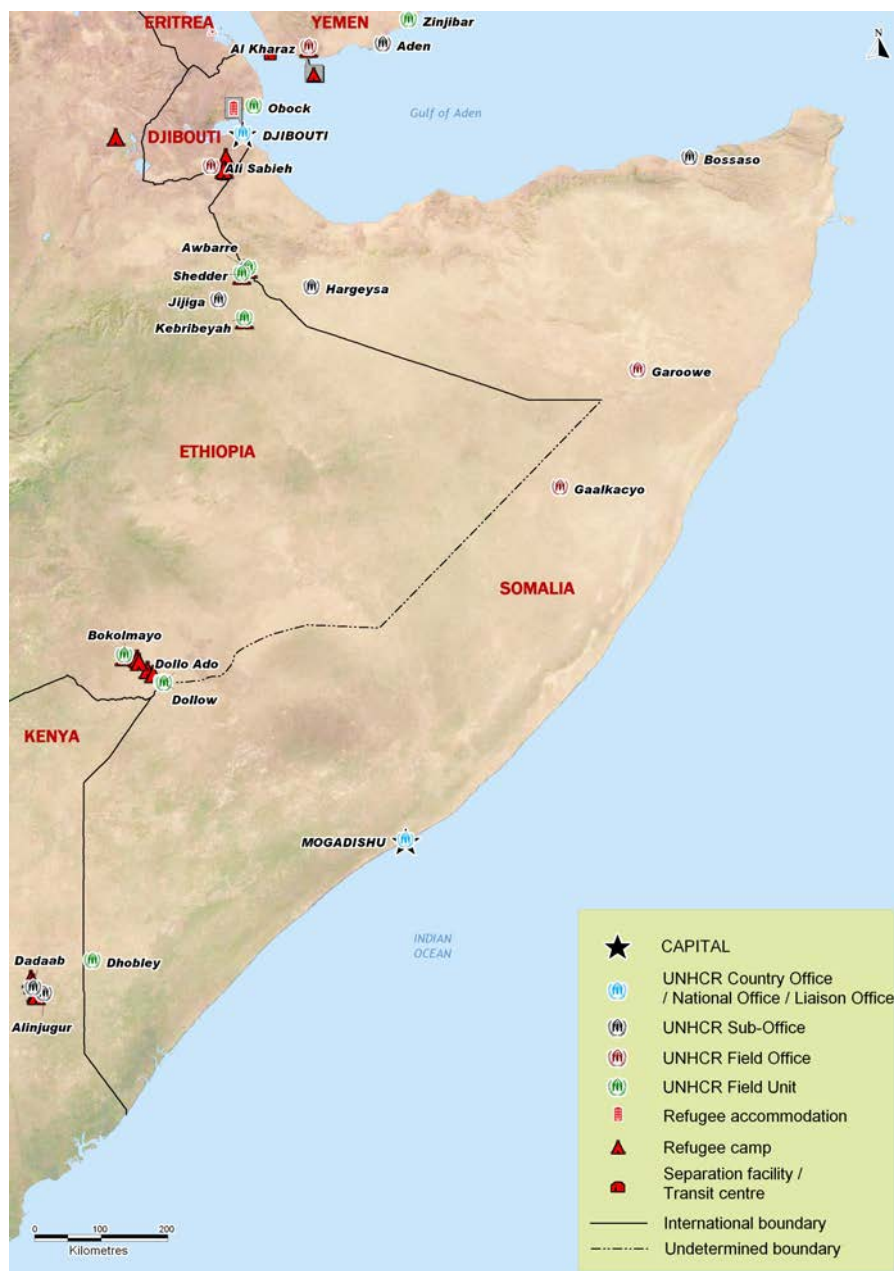 ERITREA
YEMEN
Zinjibar
Al Kharaz
Aden
N
Obock
Gulf of Aden
DJIBOUTI
DJIBOUTI
Bossaso
Ali Sabieh
Awbarre
Shedder
Hargeysa
Jijiga
Kebribeyah
Garoowe
ETHIOPIA
Gaalkacyo
SOMALIA
Bokolmayo
Dollo Ado
Dollow
KENYA
MOGADISHU
INDIAN
OCEAN
Dadaab
Dhobley
Alinjugur
CAPITAL
UNHCR Country Office
/ National Office / Liaison Office
UNHCR Sub-Office
UNHCR Field Office
UNHCR Field Unit
Refugee accommodation
Refugee camp
Separation facility /
Transit centre
International boundary
Undetermined boundary
0 100 200
Kilometres